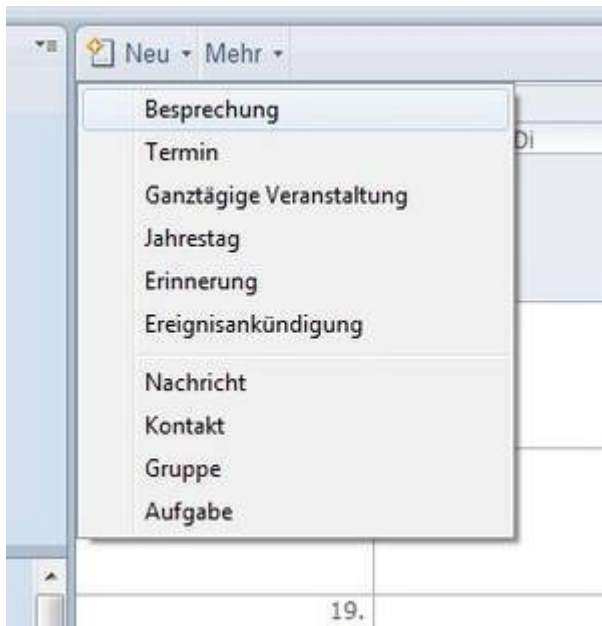 Neu Mehr
Besprechung
Di
Termin
Ganztägige Veranstaltung
Jahrestag
Erinnerung
Ereignisankündigung
Nachricht
Kontakt
Gruppe
Aufgabe
19.